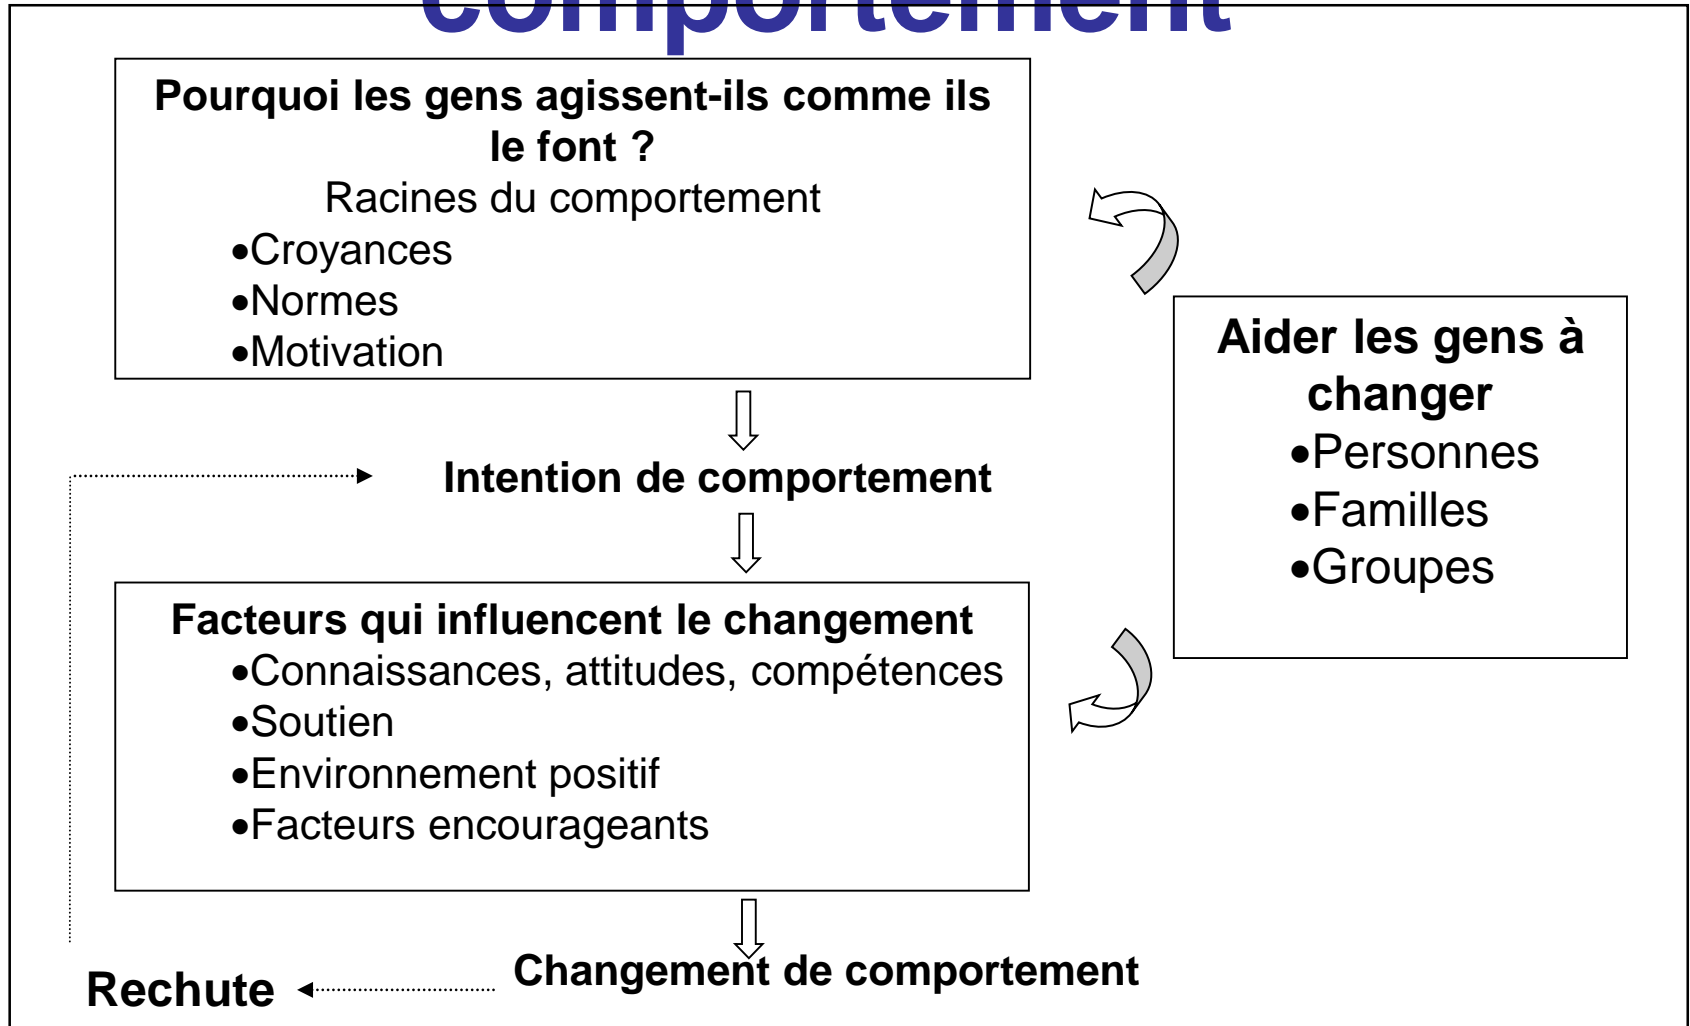 comportement
Pourquoi les gens agissent-ils comme ils
le font ?
Racines du comportement
•Croyances
•Normes
•Motivation
Aider les gens à
changer
•Personnes
•Familles
•Groupes
Intention de comportement
Facteurs qui influencent le changement
•Connaissances, attitudes, compétences
•Soutien
•Environnement positif
•Facteurs encourageants
Changement de comportement
Rechute